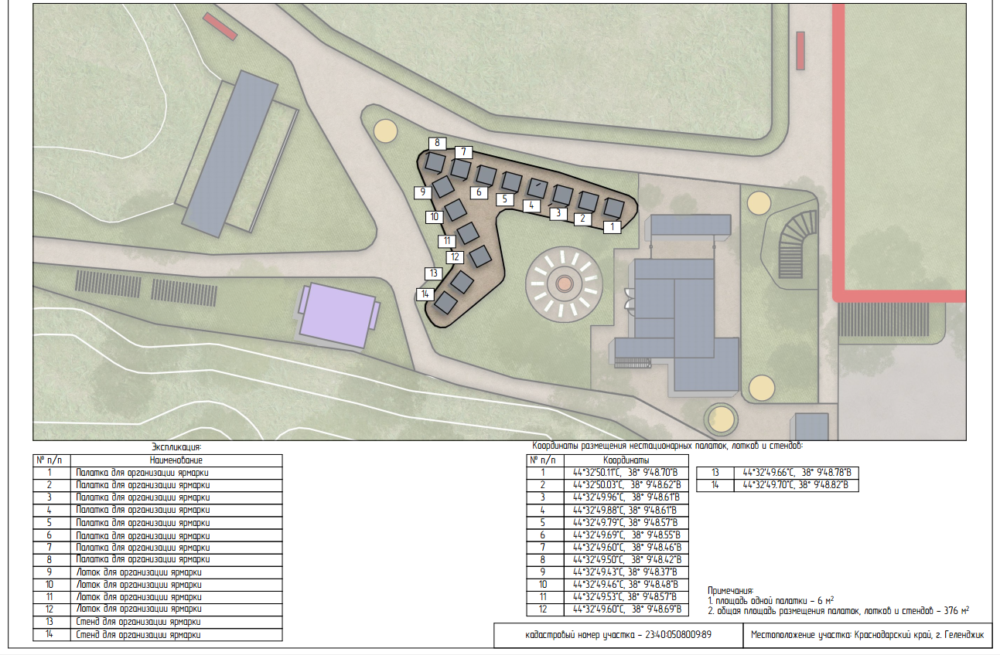 8
7
9
6
5
4
3
2
1
10
11
12
13
14
Экспликация:
№ п/п Наименование
1 Палатка для организации ярмарки
2 Палатка для организации ярмарки
3 Палатка для организации ярмарки
4 Палатка для организации ярмарки
5 Палатка для организации ярмарки
6 Палатка для организации ярмарки
7 Палатка для организации ярмарки
8 Палатка для организации ярмарки
9 Лоток для организации ярмарки
10 Лоток для организации ярмарки
11 Лоток для организации ярмарки
12 Лоток для организации ярмарки
13 Стенд для организации ярмарки
14 Стенд для организации ярмарки
Координаты размещения нестационарных палаток, лотков и стендов:
№ п/п Координаты
1 44°32'50.11"С, 38° 9'48.70"В
2 44°32'50.03"С, 38° 9'48.62"В
3 44°32'49.96"С, 38° 9'48.61"В
4 44°32'49.88"С, 38° 9'48.61"В
5 44°32'49.79"С, 38° 9'48.57"В
6 44°32'49.69"С, 38° 9'48.55"В
7 44°32'49.60"С, 38° 9'48.46"В
8 44°32'49.50"С, 38° 9'48.42"В
9 44°32'49.43"С, 38° 9'48.37"В
10 44°32'49.46"С, 38° 9'48.48"В
11 44°32'49.53"С, 38° 9'48.57"В
12 44°32'49.60"С, 38° 9'48.69"В
13 44°32'49.66"С, 38° 9'48.78"В
14 44°32'49.70"С, 38° 9'48.82"В
Примечания:
1. площадь одной палатки – 6 м²
2. общая площадь размещения палаток, лотков и стендов – 376 м²
кадастровый номер участка – 23:40:0508009:89
Местоположение участка: Краснодарский край, г. Геленджик